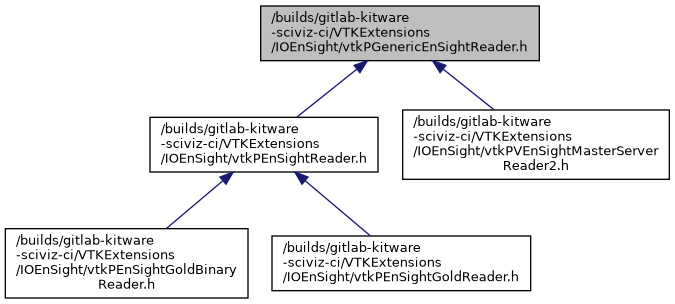 /builds/gitlab-kitware
-sciviz-ci/VTKExtensions
/IOEnSight/vtkPGenericEnSightReader.h
/builds/gitlab-kitware
-sciviz-ci/VTKExtensions
/IOEnSight/vtkPEnSightReader.h
/builds/gitlab-kitware
-sciviz-ci/VTKExtensions
/IOEnSight/vtkPVEnSightMasterServer
Reader2.h
/builds/gitlab-kitware
-sciviz-ci/VTKExtensions
/IOEnSight/vtkPEnSightGoldBinary
Reader.h
/builds/gitlab-kitware
-sciviz-ci/VTKExtensions
/IOEnSight/vtkPEnSightGoldReader.h